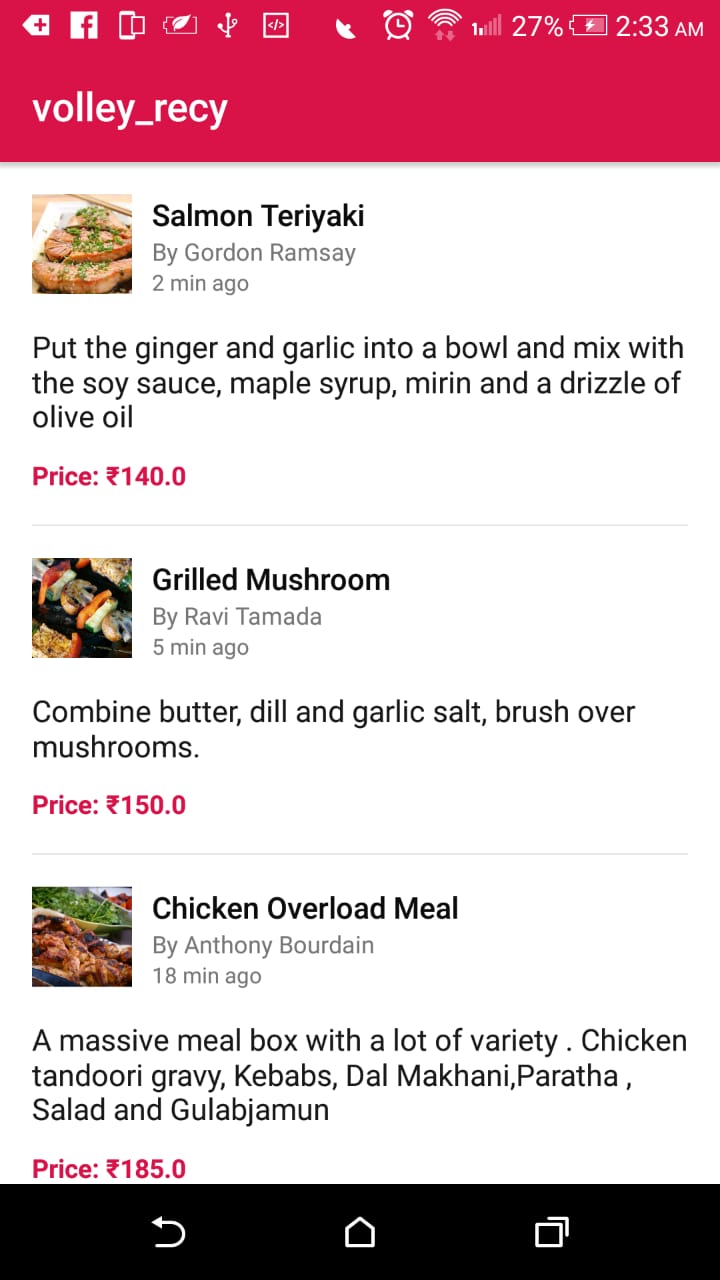 27% 2:33 AM
volley_recy
Salmon Teriyaki
By Gordon Ramsay
2 min ago
Put the ginger and garlic into a bowl and mix with
the soy sauce, maple syrup, mirin and a drizzle of
olive oil
Price: ₹140.0
Grilled Mushroom
By Ravi Tamada
5 min ago
Combine butter, dill and garlic salt, brush over
mushrooms.
Price: ₹150.0
Chicken Overload Meal
By Anthony Bourdain
18 min ago
A massive meal box with a lot of variety . Chicken
tandoori gravy, Kebabs, Dal Makhani,Paratha ,
Salad and Gulabjamun
Price: ₹185.0